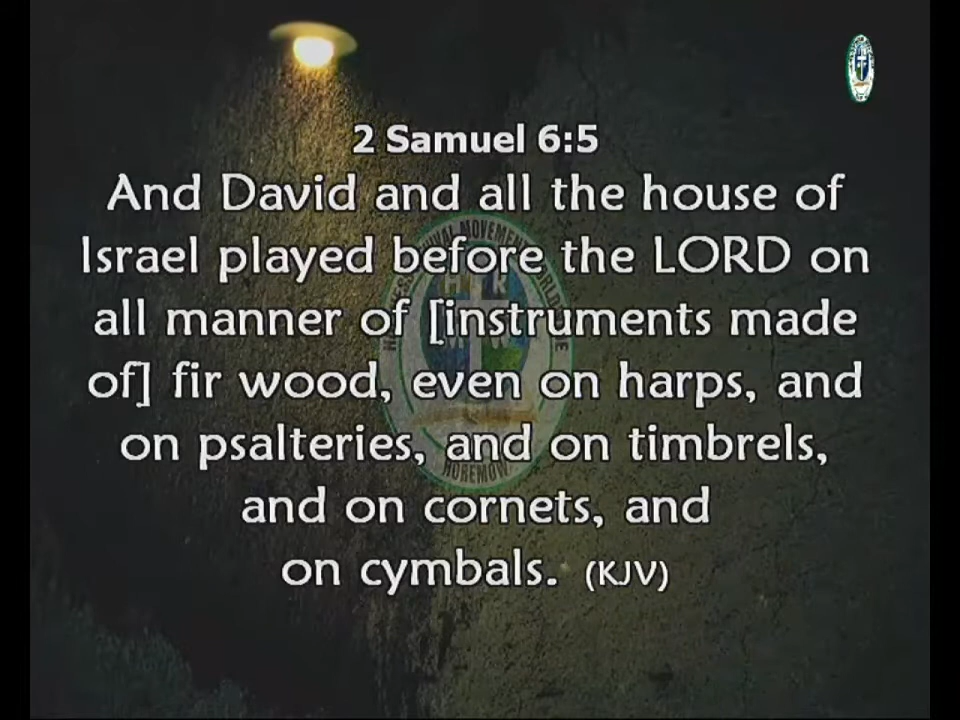 2 Samuel 6:5
And David and all the house of
Israel played before the LORD on
all manner of [instruments made
of] fir wood, even on harps, and
on psalteries, and on timbrels,
and on cornets, and
on cymbals. (KJV)
HOREMOW